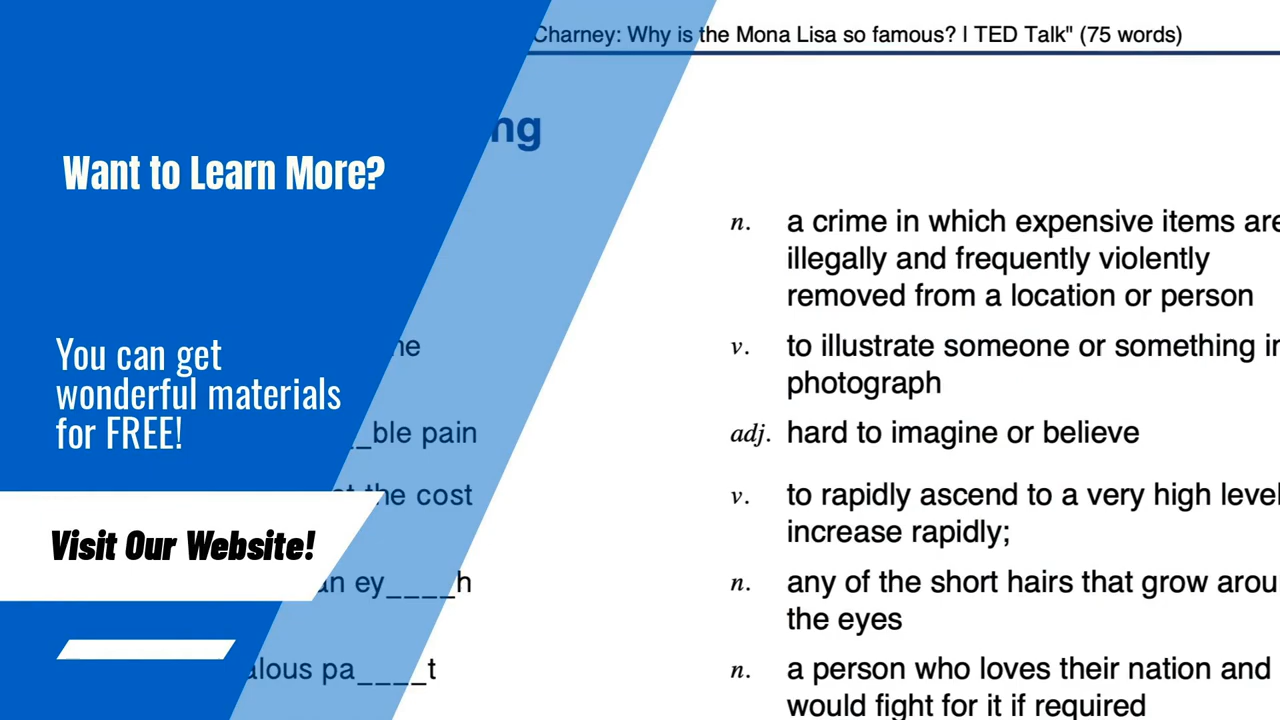 Charney: Why is the Mona Lisa so famous? | TED Talk" (75 words)
ng
Want to Learn More?
You can get
wonderful materials
for FREE!
Visit Our Website!
n. a crime in which expensive items are
illegally and frequently violently
removed from a location or person
ne
v. to illustrate someone or something in
photograph
_ble pain
adj. hard to imagine or believe
the cost
v. to rapidly ascend to a very high level
increase rapidly;
an ey____h
n. any of the short hairs that grow arou
the eyes
alous pa____t
n. a person who loves their nation and
would fight for it if required